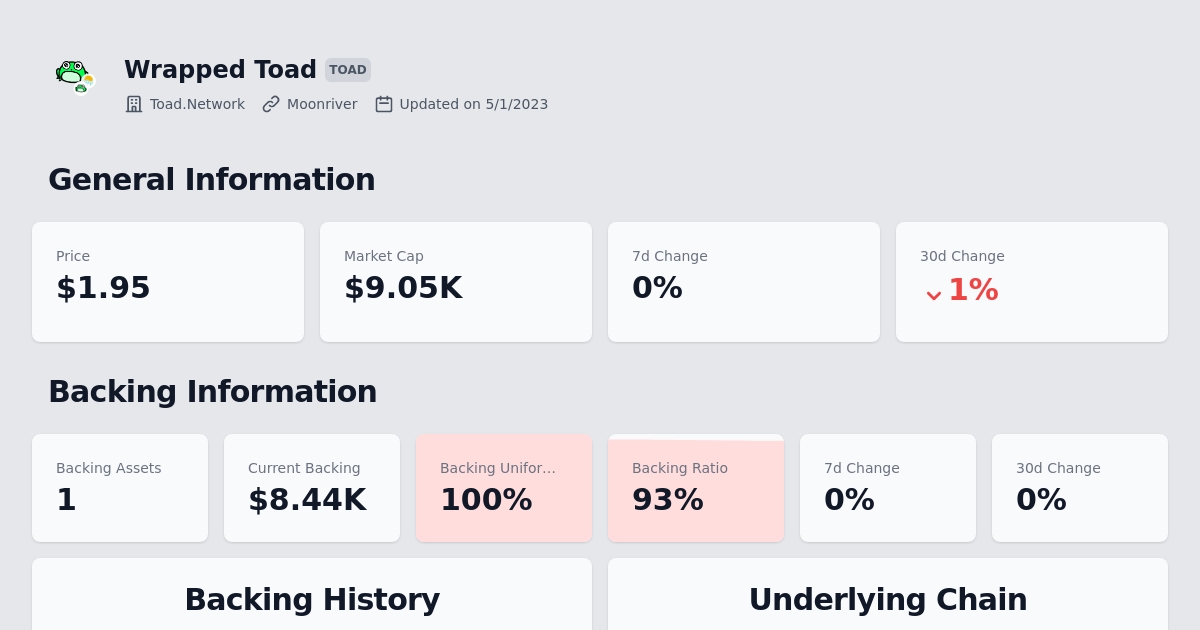 Wrapped Toad TOAD
Toad.Network Moonriver Updated on 5/1/2023
General Information
Price Market Cap 7d Change 30d Change
$1.95 $9.05K 0% 1%
Backing Information
Backing Assets Current Backing Backing Unifor... Backing Ratio 7d Change 30d Change
1 $8.44K 100% 93% 0% 0%
Backing History Underlying Chain